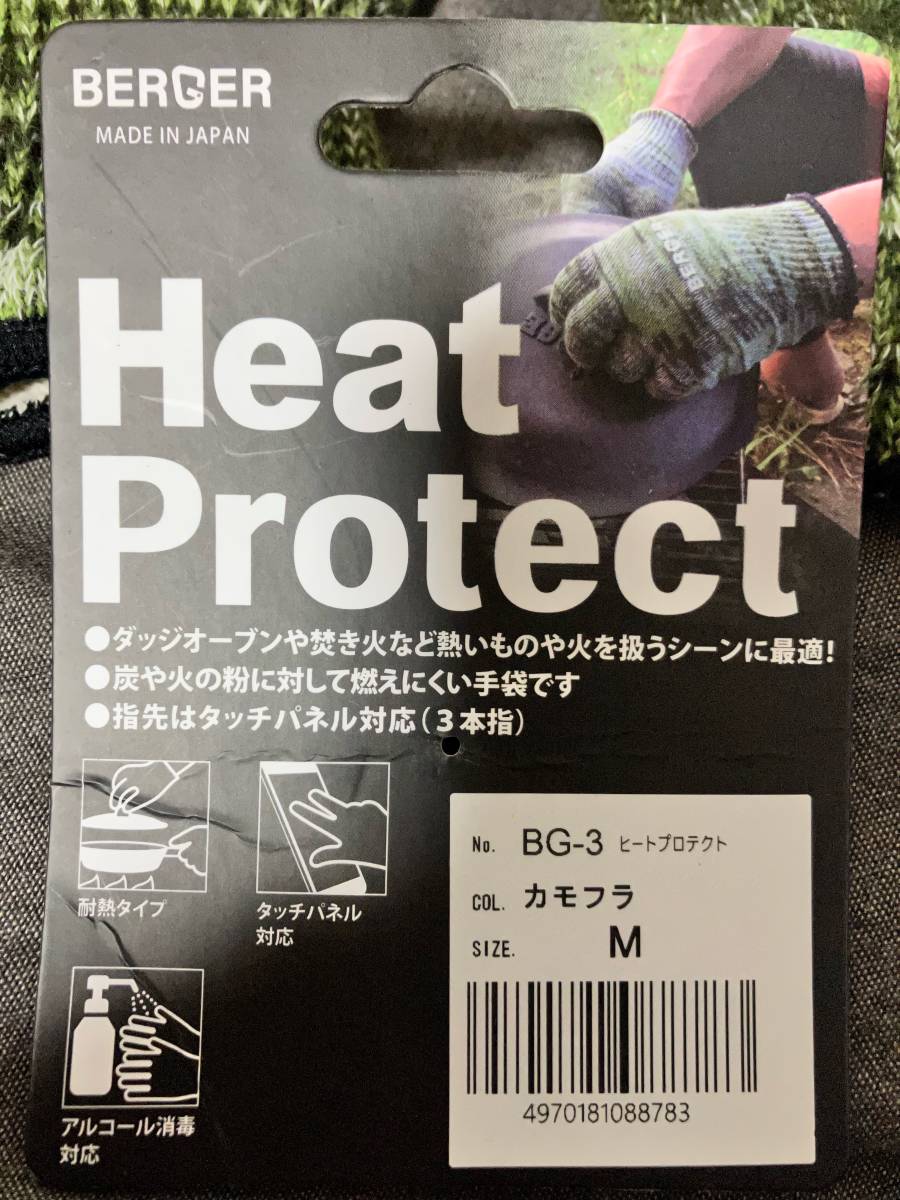 BERGER
MADE IN JAPAN
Heat
Protect
●ダッジオーブンや焚き火など熱いものや火を扱うシーンに最適!
●炭や火の粉に対して燃えにくい手袋です
●指先はタッチパネル対応(3本指)
耐熱タイプ
タッチパネル
対応
アルコール消毒
対応
No. BG-3 ヒートプロテクト
COL. カモフラ
SIZE. M
4970181088783